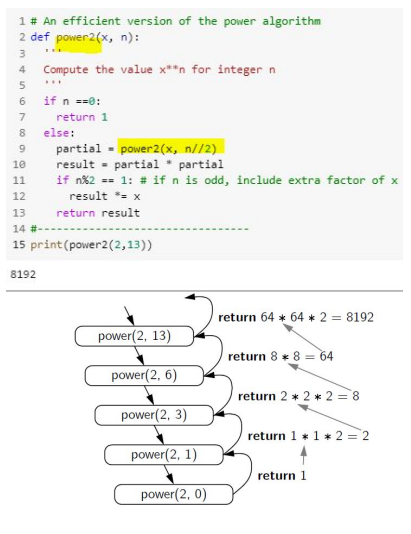 1 # An efficient version of the power algorithm
2 def power2(x, n):
3   '''
4   Compute the value x**n for integer n
5   '''
6   if n ==0:
7     return 1
8   else:
9     partial = power2(x, n//2)
10     result = partial * partial
11     if n%2 == 1: # if n is odd, include extra factor of x
12       result *= x
13     return result
14 #--------------------------------
15 print(power2(2,13))
8192
return 64 * 64 * 2 = 8192
power(2, 13)
return 8 * 8 = 64
power(2, 6)
return 2 * 2 * 2 = 8
power(2, 3)
return 1 * 1 * 2 = 2
power(2, 1)
return 1
power(2, 0)